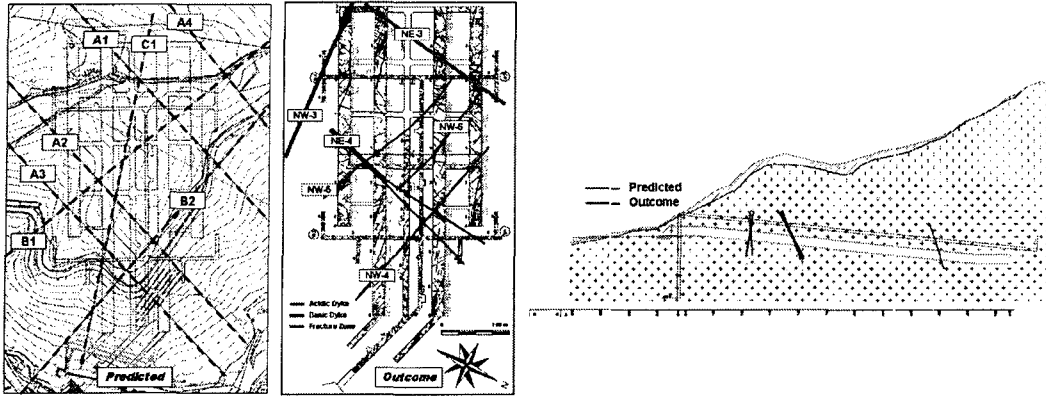 A4
A1
C1
A2
A3
B2
B1
Predicted
NE-3
NW-3
NW-6
NE-4
NW-5
NW-4
Acidic Dyke
Basic Dyke
Fracture Zone
Outcome
N
Predicted
Outcome